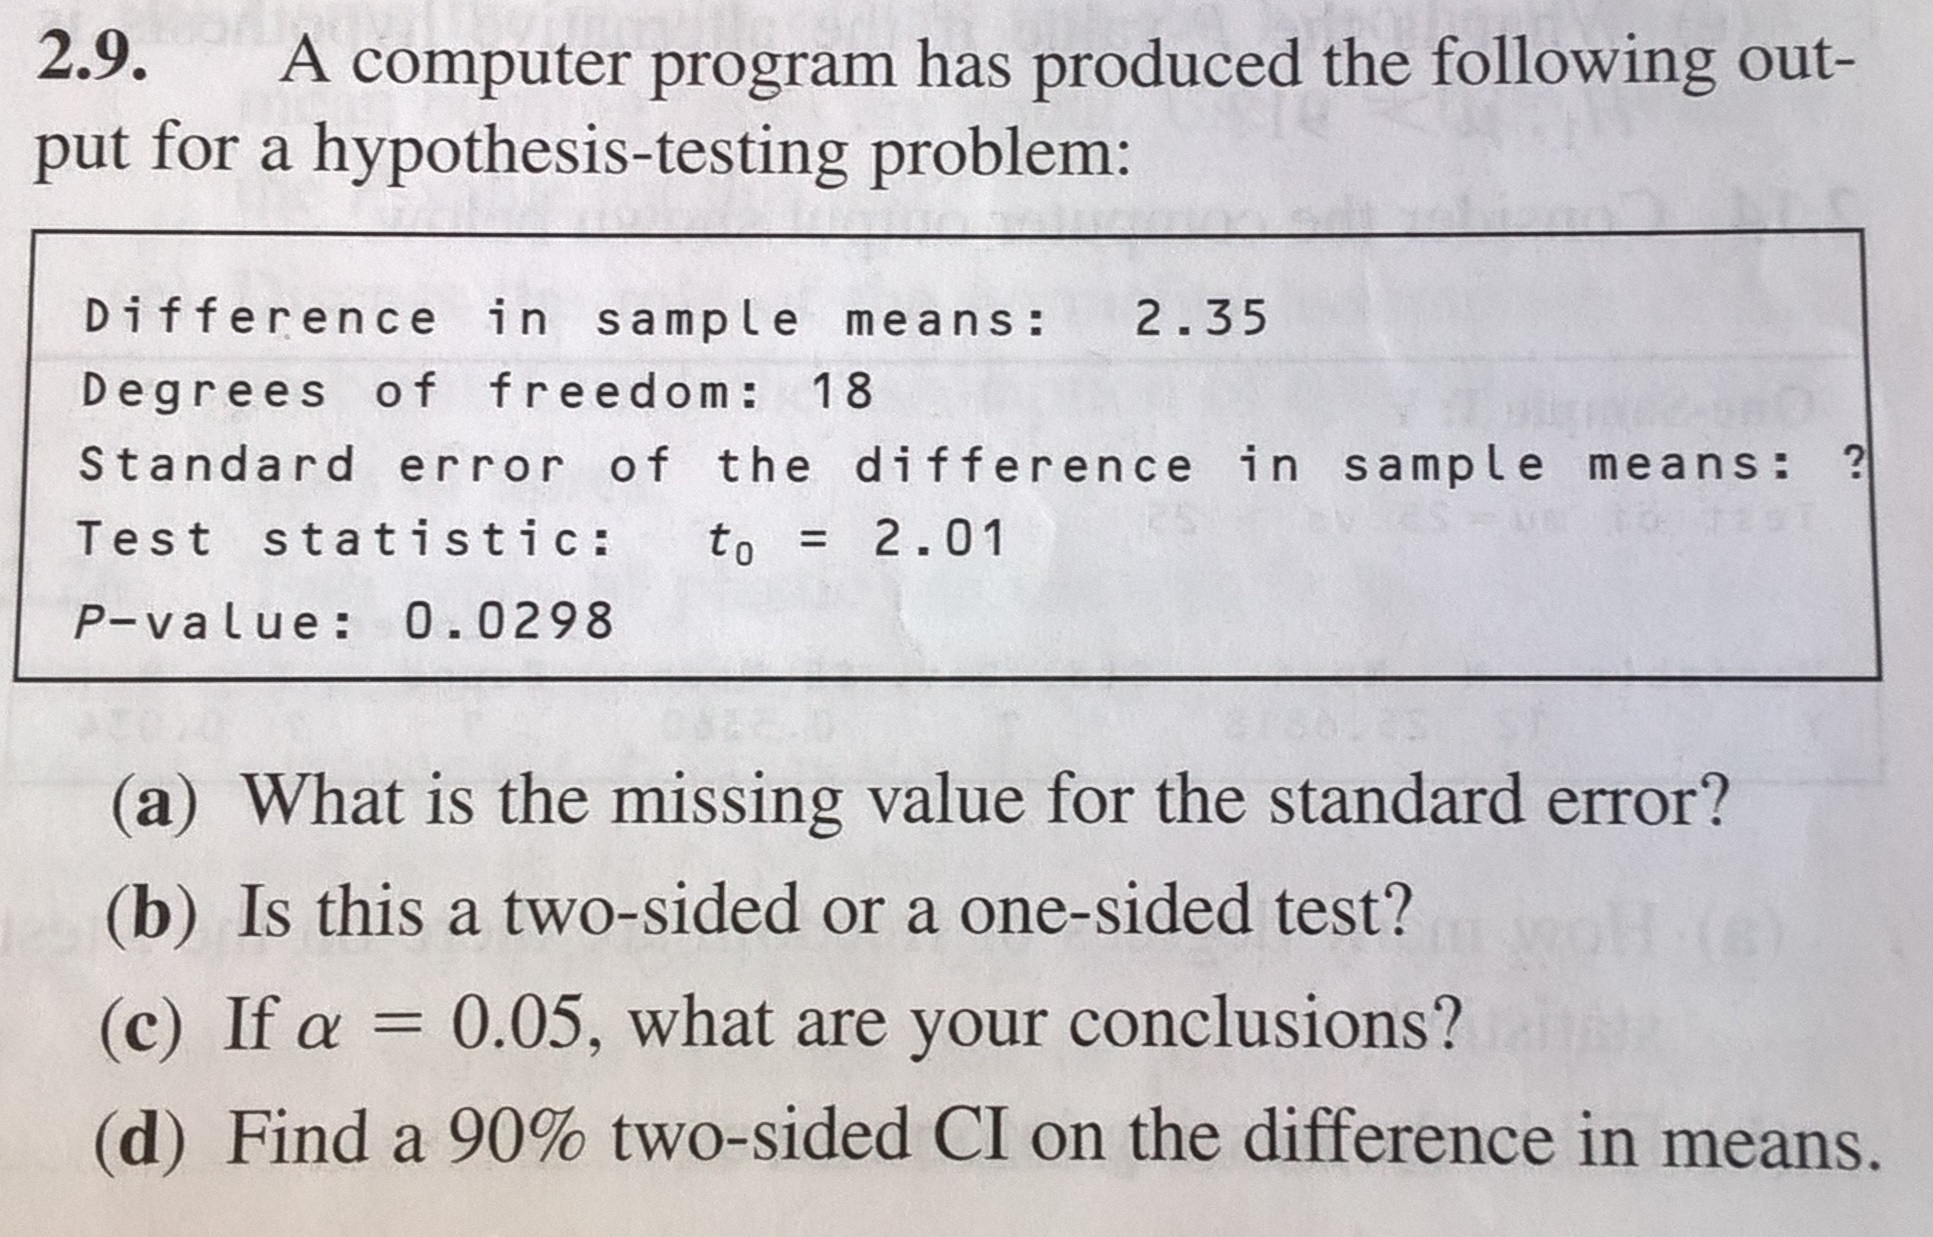 2.9. A computer program has produced the following out-
put for a hypothesis-testing problem:
Difference in sample means: 2.35
Degrees of freedom: 18
Standard error of the difference in sample means: ?
Test statistic: t₀ = 2.01
P-value: 0.0298
(a) What is the missing value for the standard error?
(b) Is this a two-sided or a one-sided test?
(c) If α = 0.05, what are your conclusions?
(d) Find a 90% two-sided CI on the difference in means.